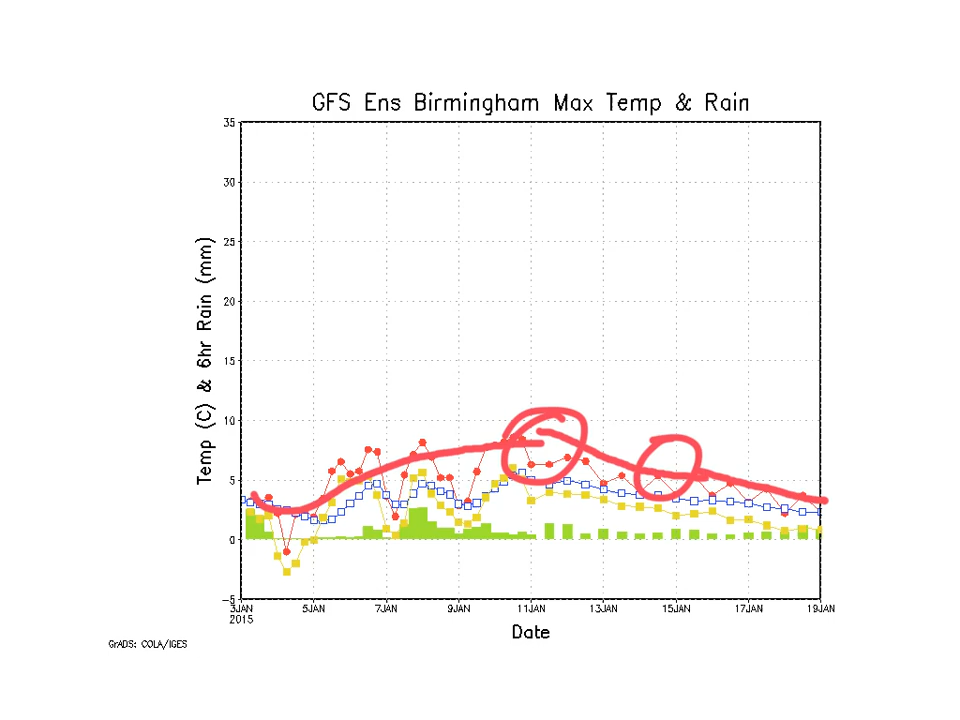 GFS Ens Birmingham Max Temp & Rain
35
30
25
20
15
10
5
0
-5
Temp (C) & 6hr Rain (mm)
3JAN 5JAN 7JAN 9JAN 11JAN 13JAN 15JAN 17JAN 19JAN
2015
Date
GrADS: COLA/IGES